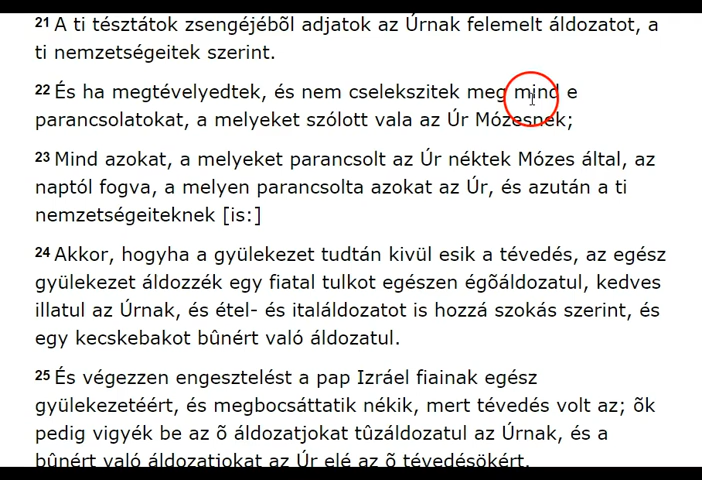 21 A ti tésztátok zsengéjébõl adjatok az Úrnak felemelt áldozatot, a
ti nemzetségeitek szerint.
22 És ha megtévelyedtek, és nem cselekszitek meg mind e
parancsolatokat, a melyeket szólott vala az Úr Mózesnek;
23 Mind azokat, a melyeket parancsolt az Úr néktek Mózes által, az
naptól fogva, a melyen parancsolta azokat az Úr, és azután a ti
nemzetségeiteknek [is:]
24 Akkor, hogyha a gyülekezet tudtán kivül esik a tévedés, az egész
gyülekezet áldozzék egy fiatal tulkot egészen égõáldozatul, kedves
illatul az Úrnak, és étel- és italáldozatot is hozzá szokás szerint, és
egy kecskebakot bûnért való áldozatul.
25 És végezzen engesztelést a pap Izráel fiainak egész
gyülekezetéért, és megbocsáttatik nékik, mert tévedés volt az; õk
pedig vigyék be az õ áldozatjokat tûzáldozatul az Úrnak, és a
bûnért való áldozatjokat az Úr elé az õ tévedésökért.